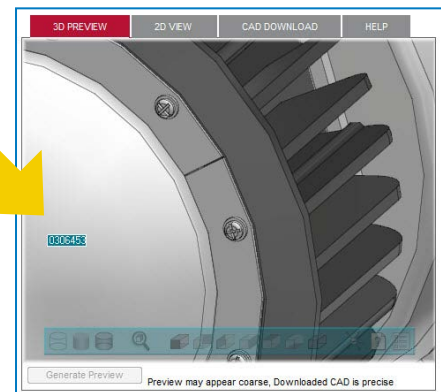 3D PREVIEW 2D VIEW CAD DOWNLOAD HELP
0306453
Generate Preview Preview may appear coarse, Downloaded CAD is precise